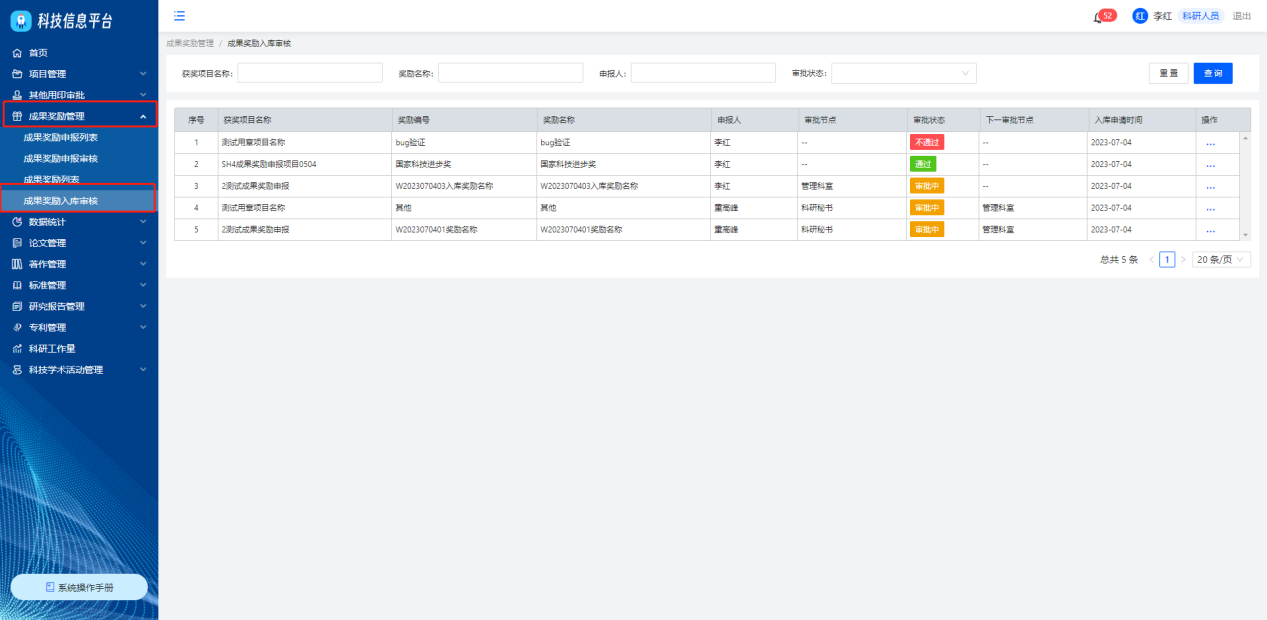 科技信息平台
52
红 李红 科研人员 退出
首页
项目管理
其他用印审批
成果奖励管理
成果奖励申报列表
成果奖励申报审核
成果奖励列表
成果奖励入库审核
数据统计
论文管理
著作管理
标准管理
研究报告管理
专利管理
科研工作量
科技学术活动管理
系统操作手册
成果奖励管理 / 成果奖励入库审核
获奖项目名称: 奖励名称: 申报人: 审批状态: 重置 查询
序号 获奖项目名称 奖励编号 奖励名称 申报人 审批节点 审批状态 下一审批节点 入库申请时间 操作
1 测试用章项目名称 bug验证 bug验证 李红 -- 不通过 -- 2023-07-04 ...
2 SH4成果奖励申报项目0504 国家科技进步奖 国家科技进步奖 李红 -- 通过 -- 2023-07-04 ...
3 2测试成果奖励申报 W2023070403入库奖励名称 W2023070403入库奖励名称 李红 管理科室 审批中 -- 2023-07-04 ...
4 测试用章项目名称 其他 其他 董高峰 科研秘书 审批中 管理科室 2023-07-04 ...
5 2测试成果奖励申报 W2023070401奖励名称 W2023070401奖励名称 董高峰 科研秘书 审批中 管理科室 2023-07-04 ...
总共 5 条 < 1 > 20 条/页